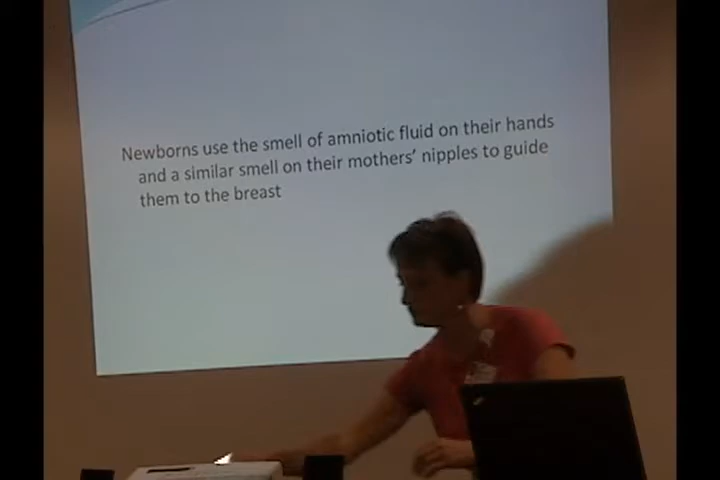 Newborns use the smell of amniotic fluid on their hands
and a similar smell on their mothers' nipples to guide
them to the breast